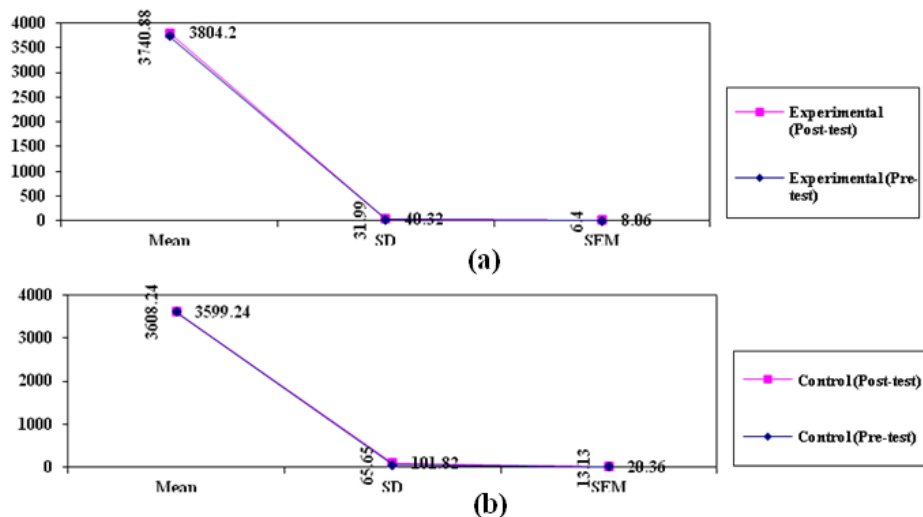 4000
3500
3000
2500
2000
1500
1000
500
0
3740.88
3804.2
31.99
40.32
6.4
8.06
Mean
SD
SEM
Experimental
(Post-test)
Experimental (Pre-
test)
(a)
4000
3000
2000
1000
0
3608.24
3599.24
65.65
101.82
13.13
20.36
Mean
SD
SEM
Control (Post-test)
Control (Pre-test)
(b)